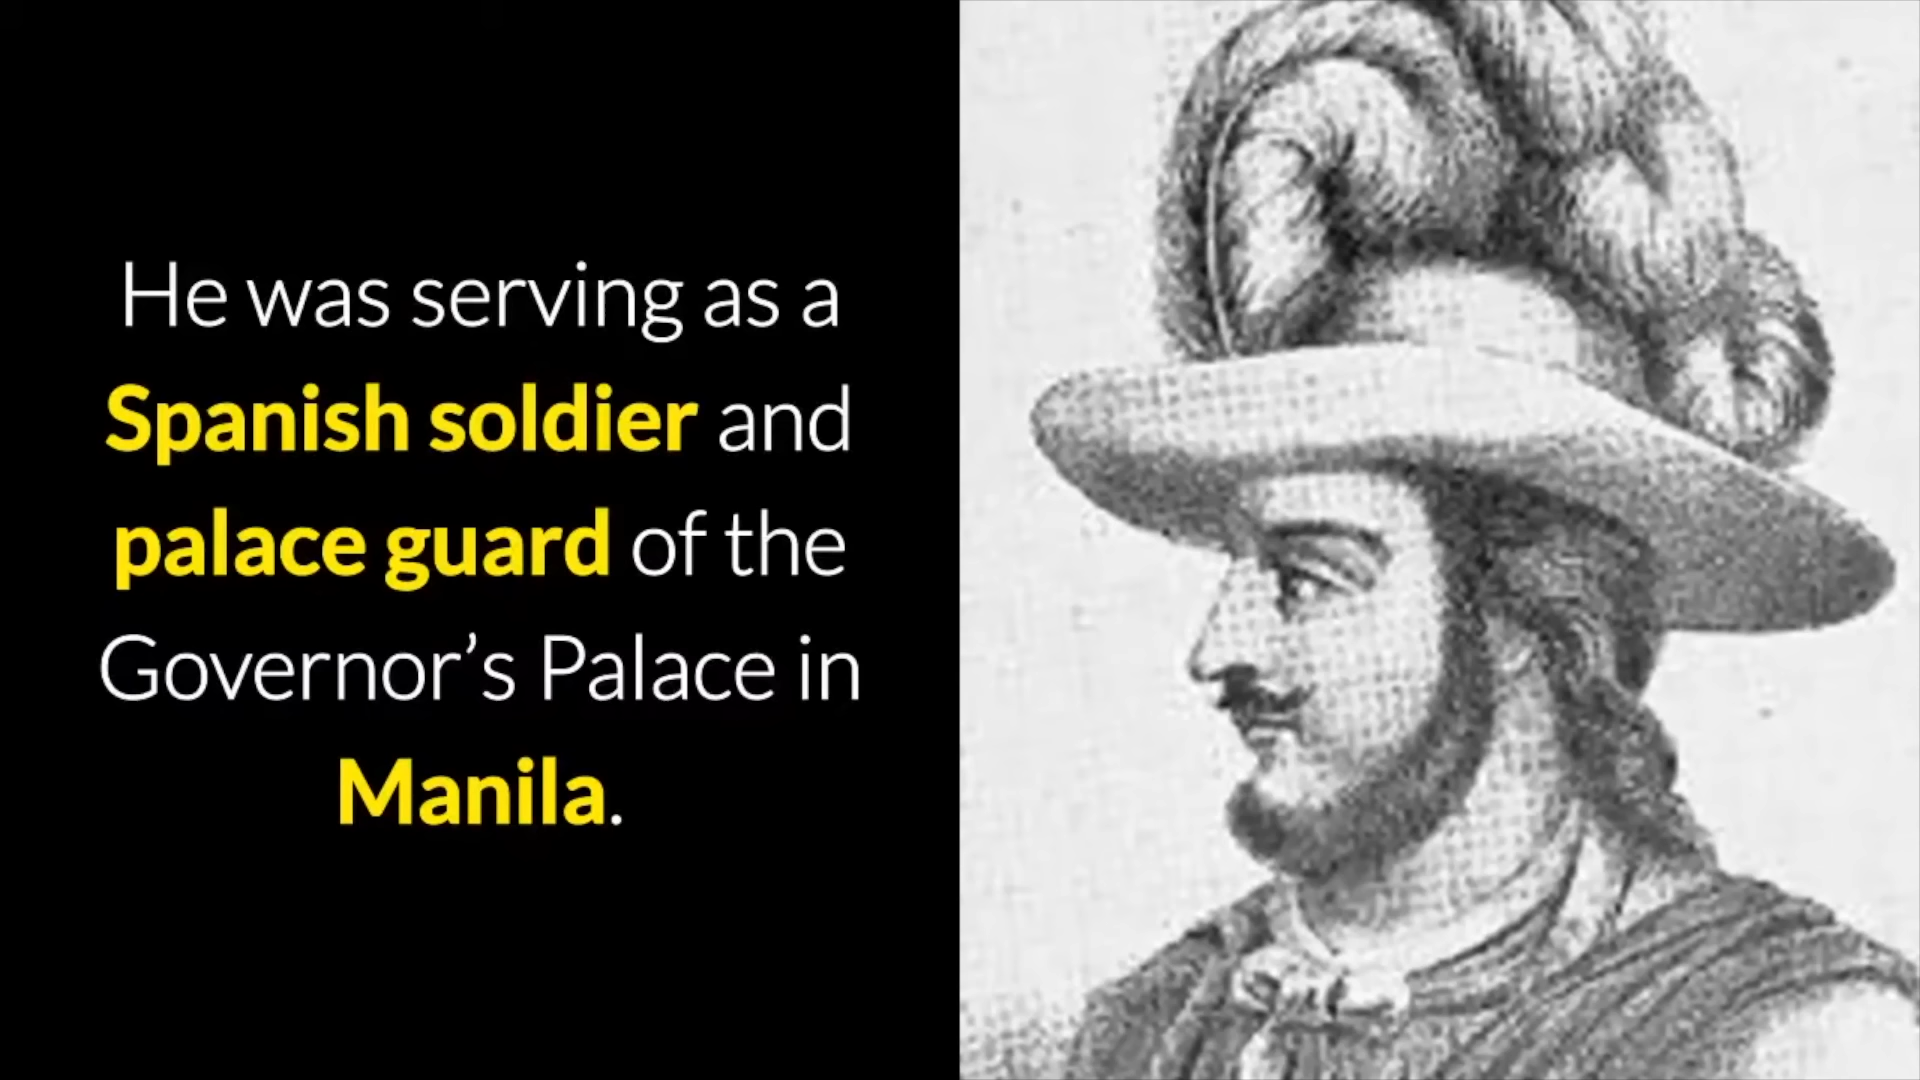 He was serving as a
Spanish soldier and
palace guard of the
Governor’s Palace in
Manila.